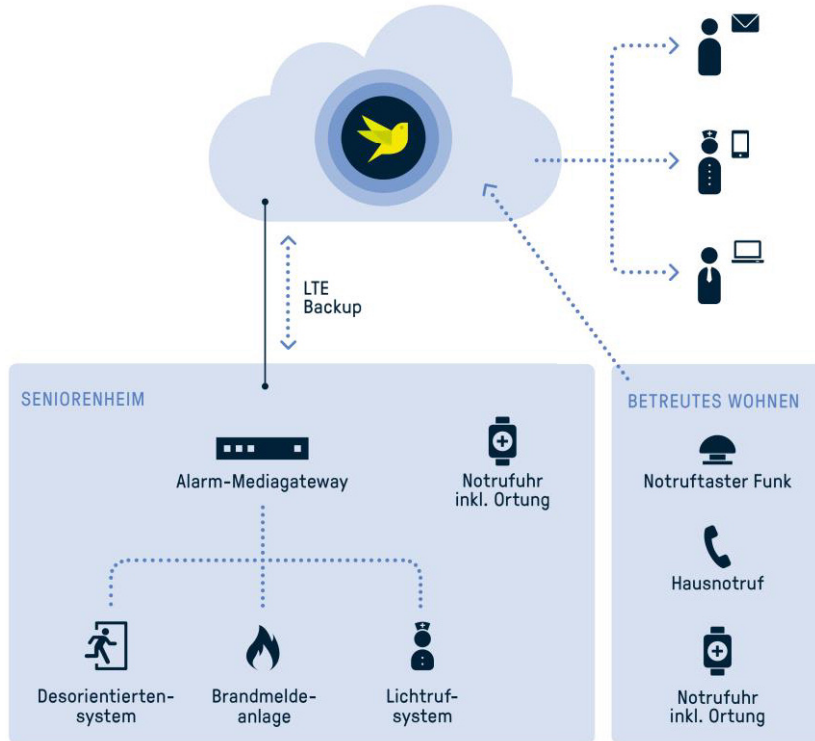 LTE
Backup
SENIORENHEIM
Alarm-Mediagateway
Notrufuhr
inkl. Ortung
Desorientierten-
system
Brandmelde-
anlage
Lichtruf-
system
BETREUTES WOHNEN
Notruftaster Funk
Hausnotruf
Notrufuhr
inkl. Ortung